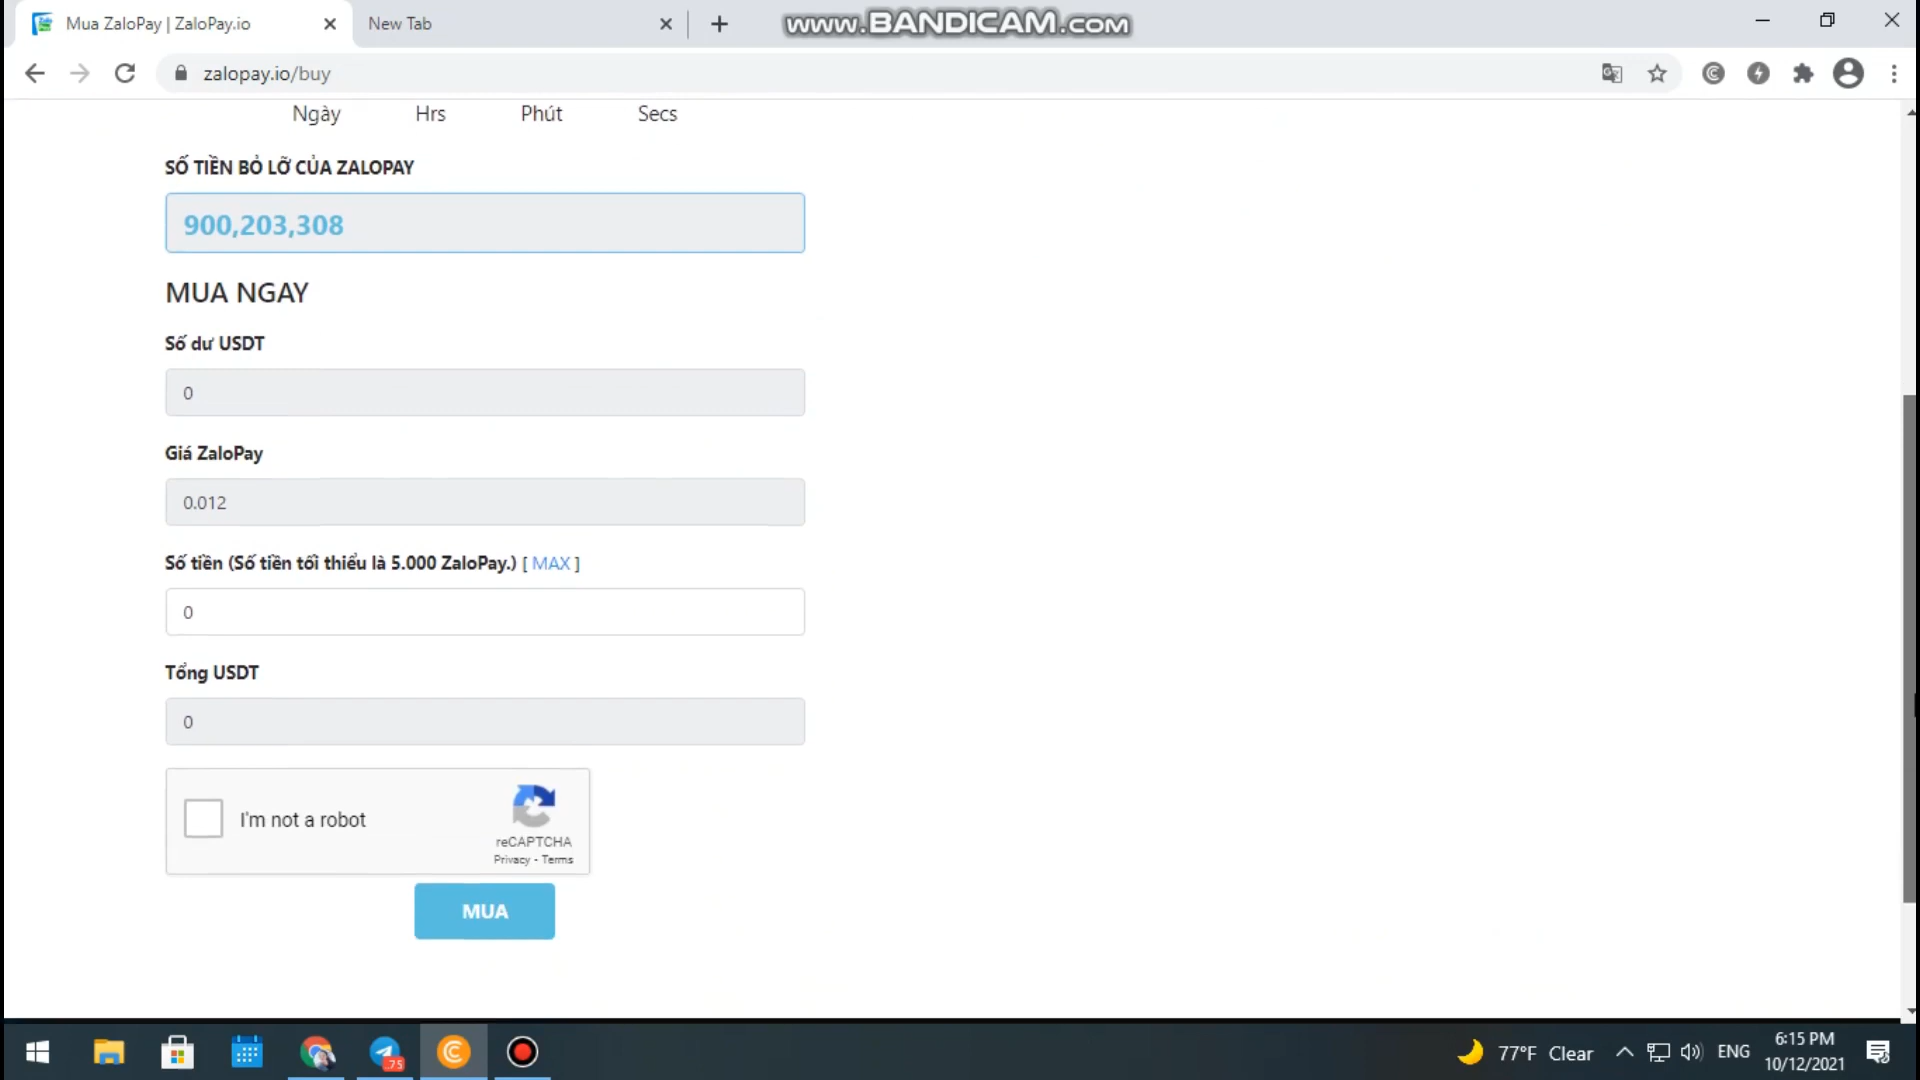 Mua ZaloPay | ZaloPay.io
New Tab
www.BANDICAM.com
zalopay.io/buy
Ngày Hrs Phút Secs
SỐ TIỀN BỎ LỠ CỦA ZALOPAY
900,203,308
MUA NGAY
Số dư USDT
0
Giá ZaloPay
0.012
Số tiền (Số tiền tối thiểu là 5.000 ZaloPay.) [ MAX ]
0
Tổng USDT
0
I'm not a robot
reCAPTCHA
Privacy - Terms
MUA
75
77°F Clear
ENG
6:15 PM
10/12/2021